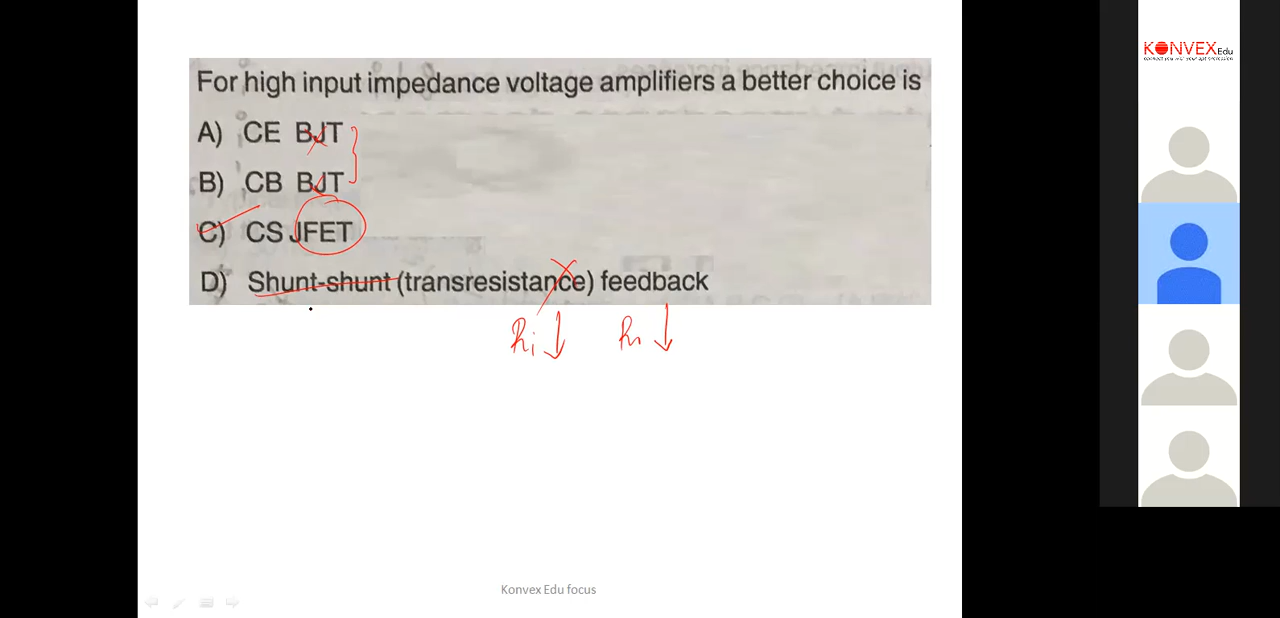 For high input impedance voltage amplifiers a better choice is
A) CE BJT
B) CB BJT
C) CS JFET
D) Shunt-shunt (transresistance) feedback
Ri ↓
↓
Konvex Edu focus
KONVEX Edu